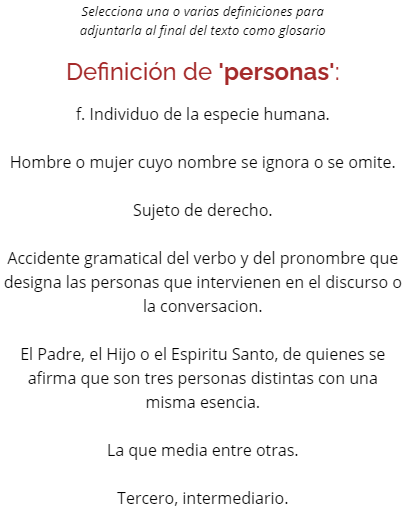 Selecciona una o varias definiciones para
adjuntarla al final del texto como glosario
Definición de 'personas':
f. Individuo de la especie humana.
Hombre o mujer cuyo nombre se ignora o se omite.
Sujeto de derecho.
Accidente gramatical del verbo y del pronombre que
designa las personas que intervienen en el discurso o
la conversacion.
El Padre, el Hijo o el Espiritu Santo, de quienes se
afirma que son tres personas distintas con una
misma esencia.
La que media entre otras.
Tercero, intermediario.